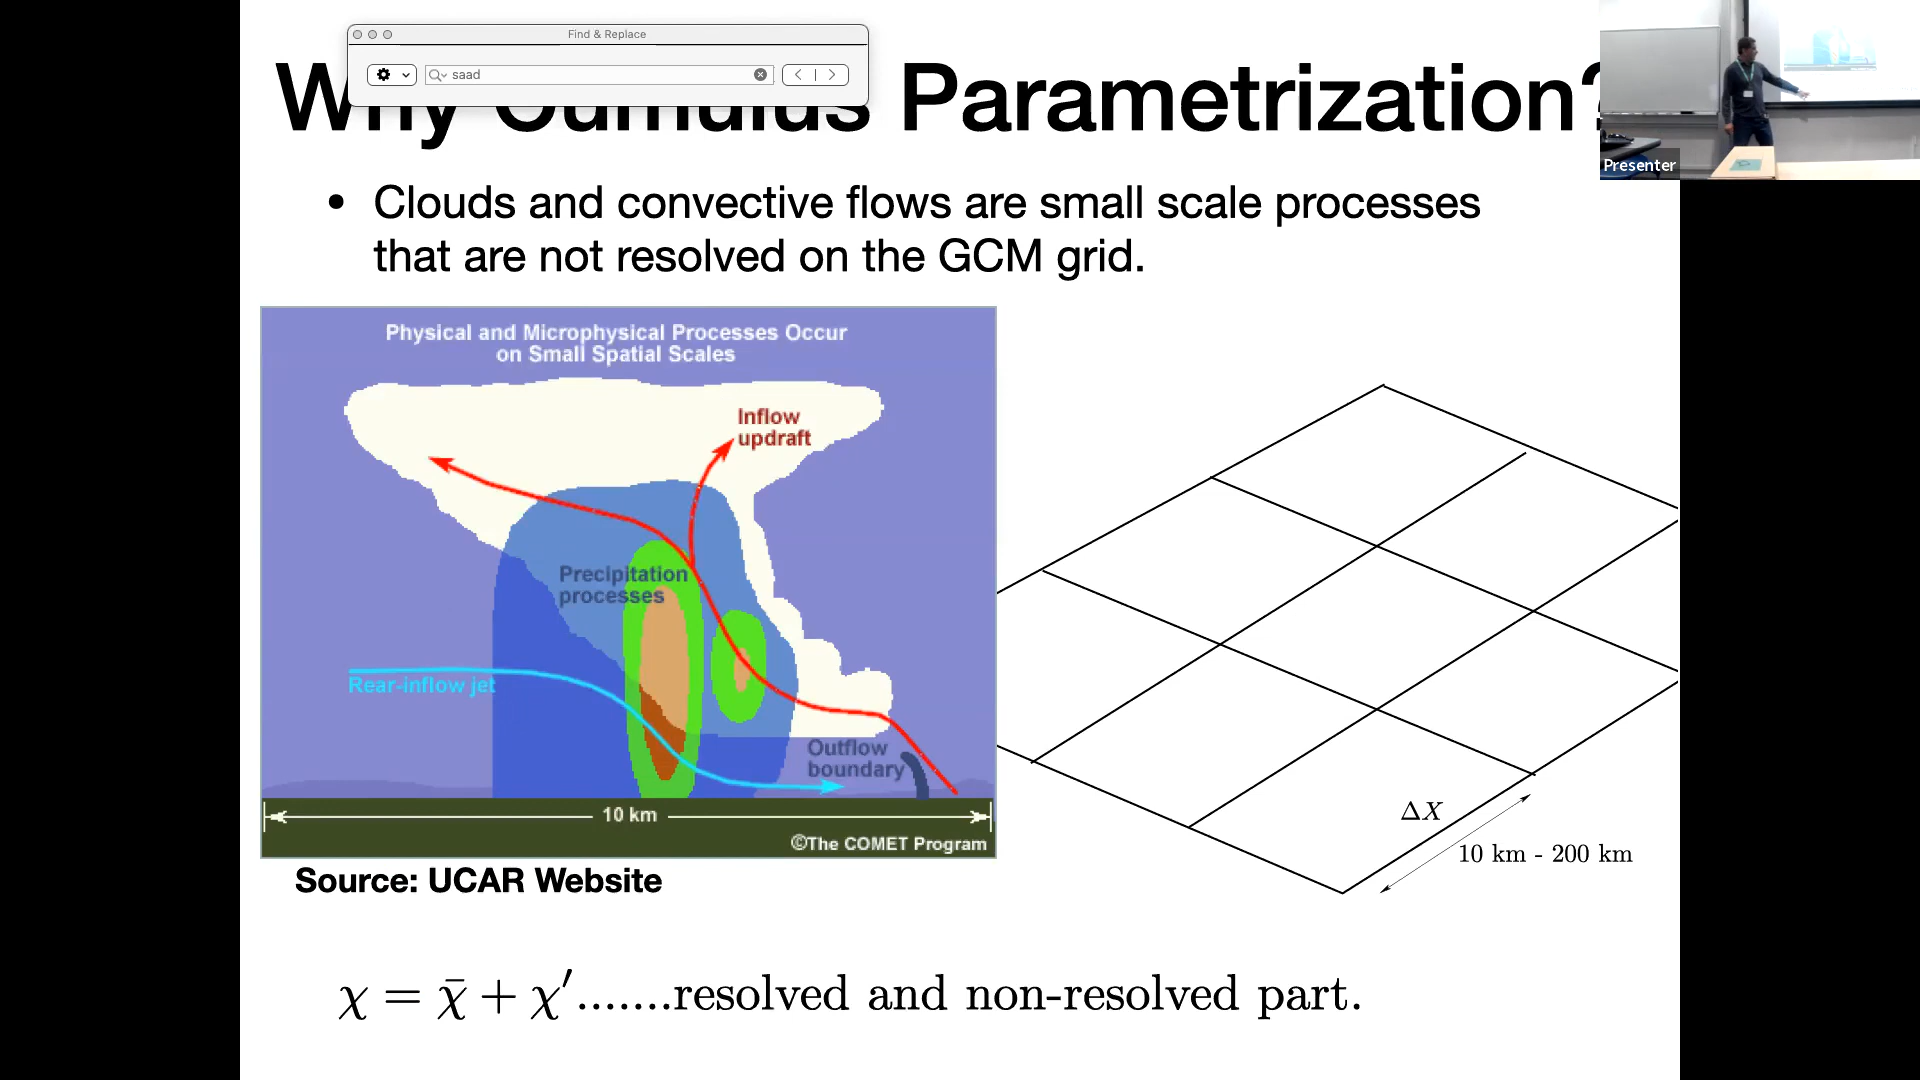 Find & Replace
saad
Why Cumulus Parametrization?
Presenter
• Clouds and convective flows are small scale processes
that are not resolved on the GCM grid.
Physical and Microphysical Processes Occur
on Small Spatial Scales
Inflow
updraft
Precipitation
processes
Rear-inflow jet
Outflow
boundary
10 km
©The COMET Program
Source: UCAR Website
ΔX
10 km - 200 km
χ = χ̄ + χ′.......resolved and non-resolved part.